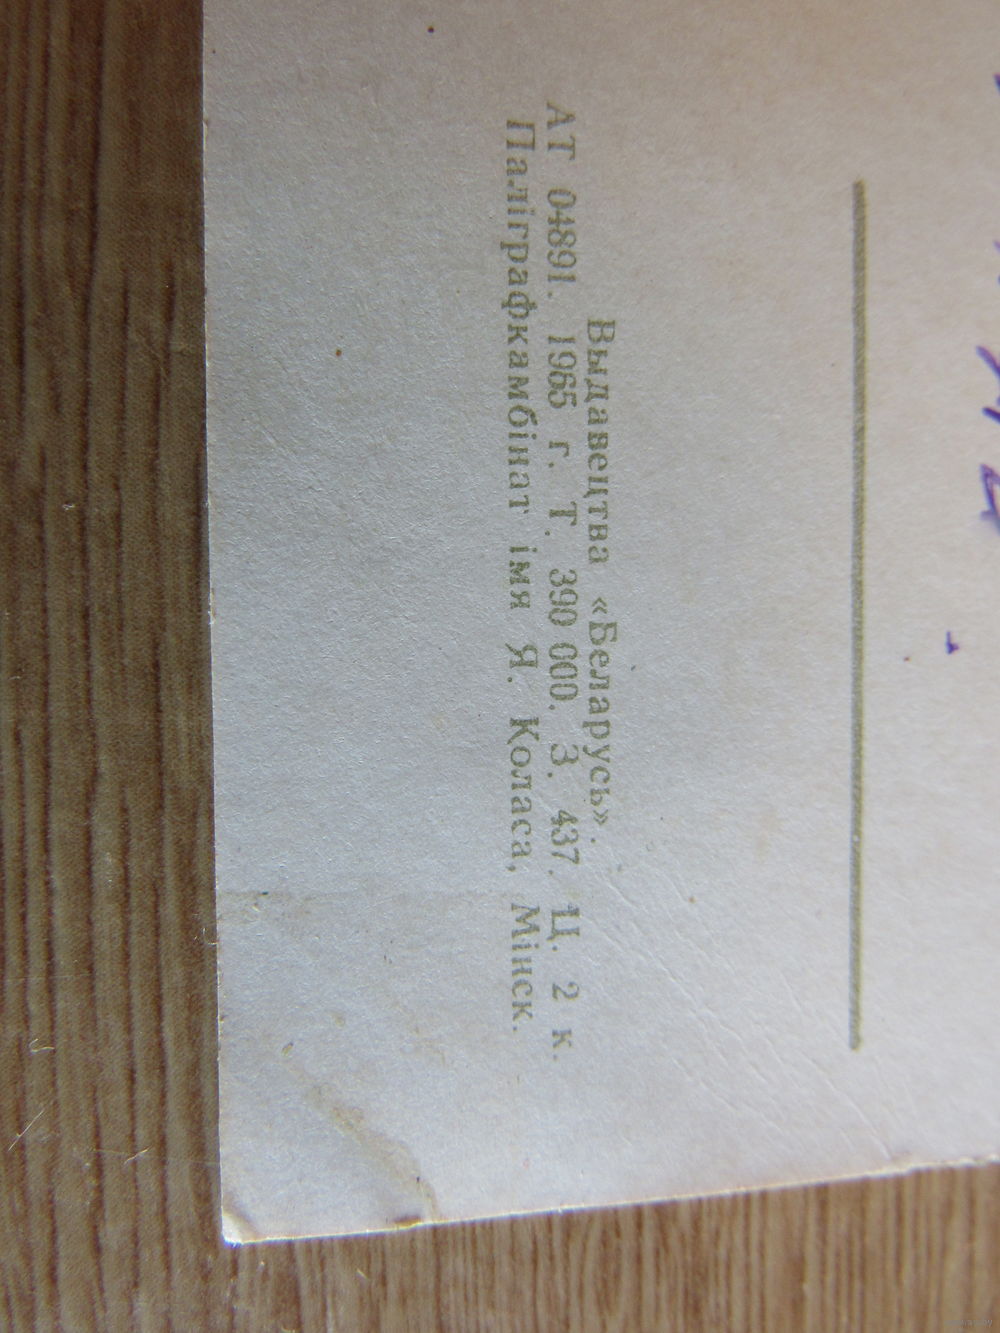 Выдавецтва «Беларусь».
АТ 04891. 1965 г. Т. 390 000. З. 437. Ц. 2 к.
Паліграфкамбінат імя Я. Коласа, Мінск.